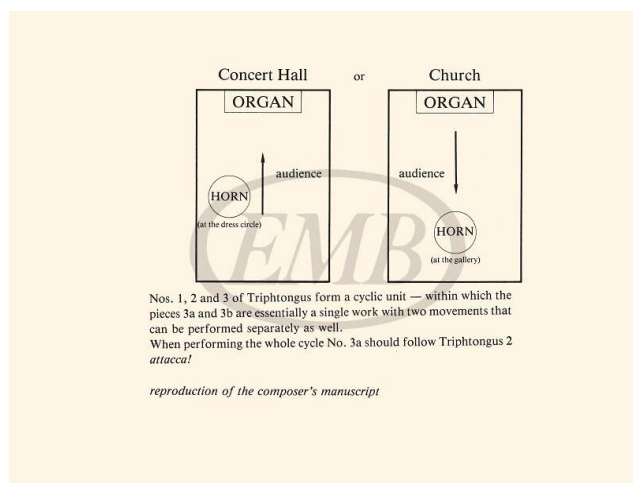 Concert Hall or Church
ORGAN ORGAN
audience audience
HORN
(at the dress circle)
HORN
(at the gallery)
EMB
Nos. 1, 2 and 3 of Triptongus form a cyclic unit — within which the
pieces 3a and 3b are essentially a single work with two movements that
can be performed separately as well.
When performing the whole cycle No. 3a should follow Triphtongus 2
attacca!
reproduction of the composer's manuscript